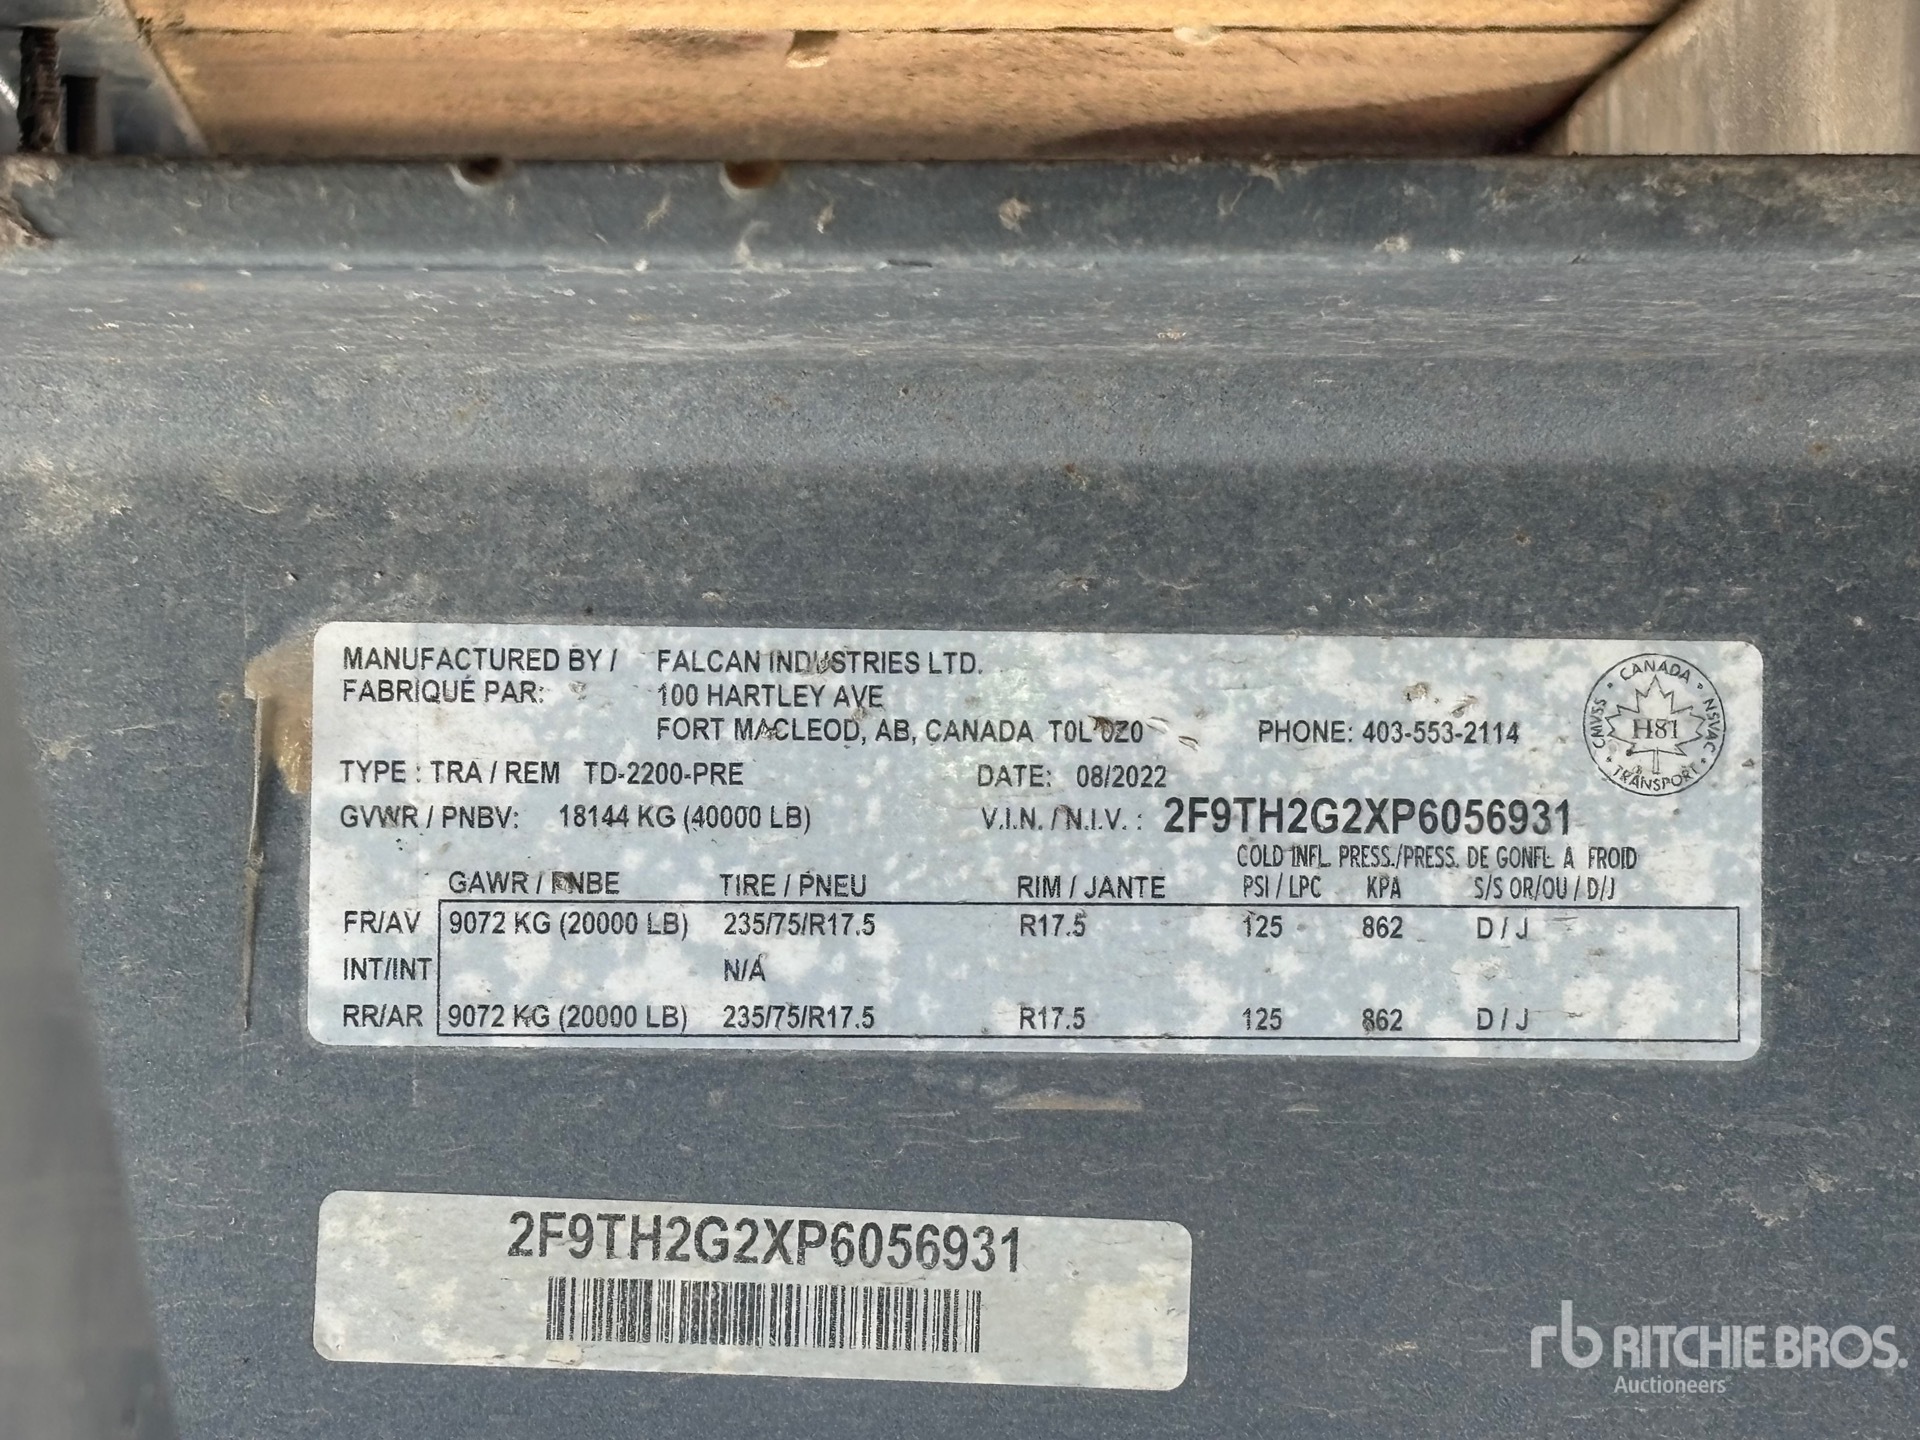 MANUFACTURED BY / FALCAN INDUSTRIES LTD.
FABRIQUÉ PAR: 100 HARTLEY AVE
FORT MACLEOD, AB, CANADA T0L 0Z0 PHONE: 403-553-2114
CANADA
CMVSS H81 NSVAC
TRANSPORT
TYPE : TRA / REM TD-2200-PRE DATE: 08/2022
GVWR / PNBV: 18144 KG (40000 LB) V.I.N. / N.I.V. : 2F9TH2G2XP6056931
COLD INFL. PRESS./PRESS. DE GONFL. A FROID
GAWR / PNBE TIRE / PNEU RIM / JANTE PSI / LPC KPA S/S OR/OU / D/J
FR/AV 9072 KG (20000 LB) 235/75/R17.5 R17.5 125 862 D / J
INT/INT N/A
RR/AR 9072 KG (20000 LB) 235/75/R17.5 R17.5 125 862 D / J
2F9TH2G2XP6056931
rb RITCHIE BROS.
Auctioneers